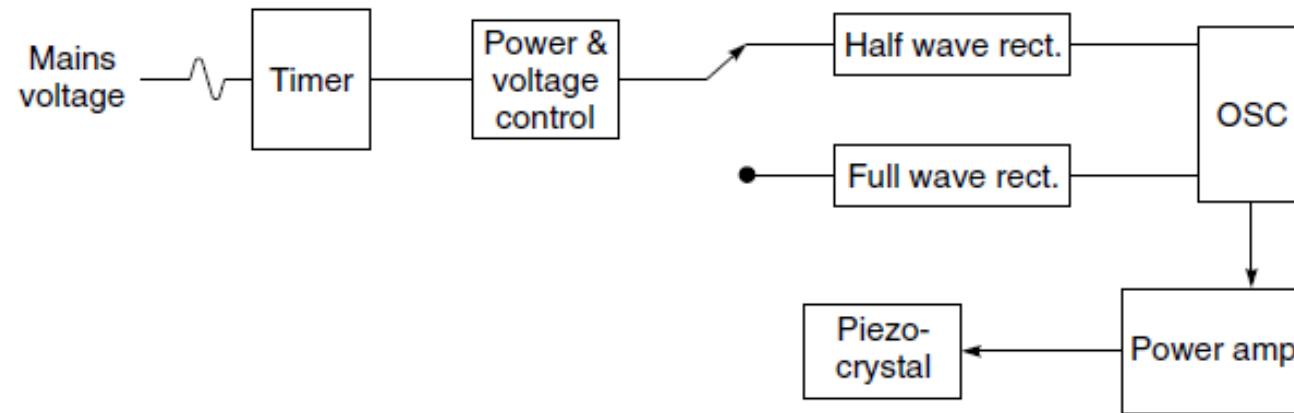 Mains
voltage
Timer
Power &
voltage
control
Half wave rect.
OSC
Full wave rect.
Piezo-
crystal
Power amp